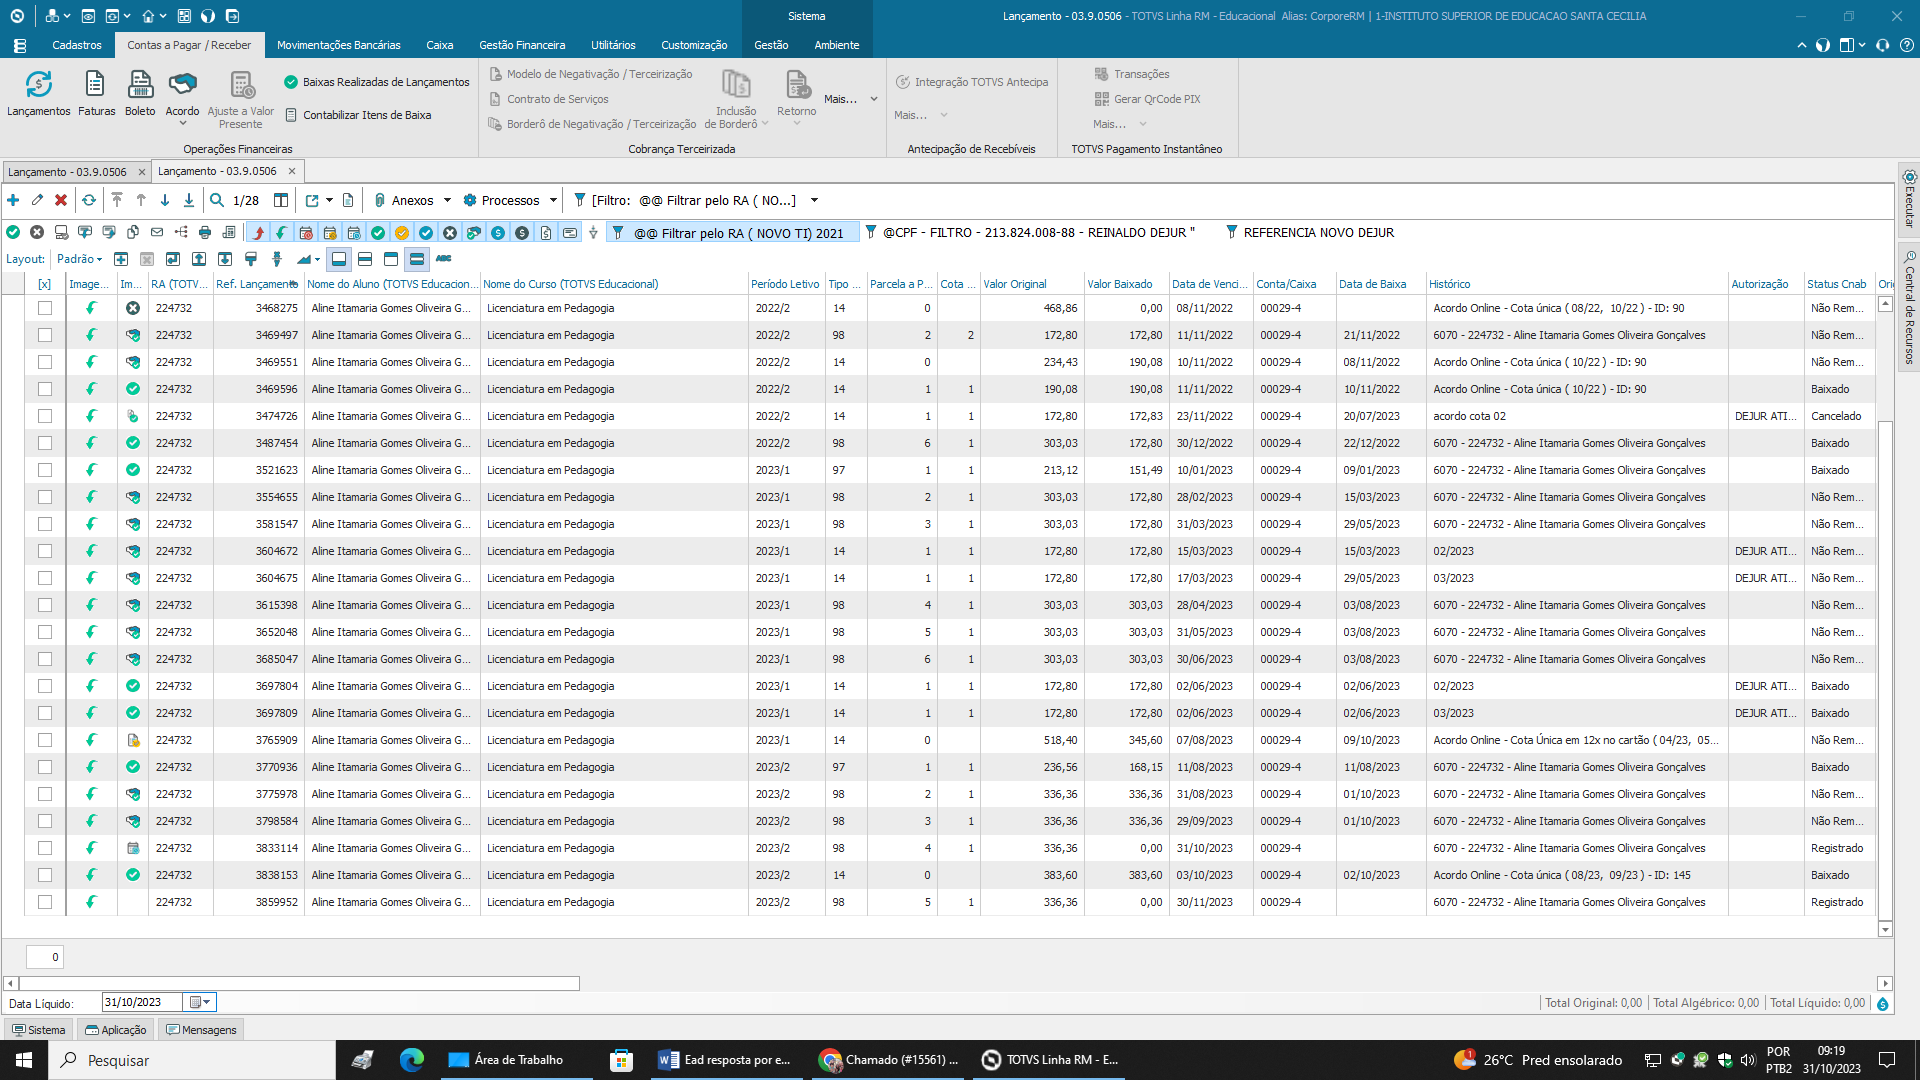 Sistema
Lançamento - 03.9.0506 - TOTVS Linha RM - Educacional Alias: CorporeRM | 1-INSTITUTO SUPERIOR DE EDUCACAO SANTA CECILIA
Cadastros Contas a Pagar / Receber Movimentações Bancárias Caixa Gestão Financeira Utilitários Customização Gestão Ambiente
Lançamentos Faturas Boleto Acordo Ajuste a Valor Presente
Baixas Realizadas de Lançamentos
Contabilizar Itens de Baixa
Operações Financeiras
Modelo de Negativação / Terceirização
Contrato de Serviços
Borderô de Negativação / Terceirização
Inclusão de Borderô Retorno Mais...
Cobrança Terceirizada
Integração TOTVS Antecipa
Mais...
Antecipação de Recebíveis
Transações
Gerar QrCode PIX
Mais...
TOTVS Pagamento Instantâneo
Lançamento - 03.9.0506 Lançamento - 03.9.0506
1/28 Anexos Processos [Filtro: @@ Filtrar pelo RA ( NO...]
@@ Filtrar pelo RA ( NOVO TI) 2021 @CPF - FILTRO - 213.824.008-88 - REINALDO DEJUR " REFERENCIA NOVO DEJUR
Layout: Padrão ABC
[x] Image... Im... RA (TOTV... Ref. Lançamento Nome do Aluno (TOTVS Educacion... Nome do Curso (TOTVS Educacional) Período Letivo Tipo ... Parcela a P... Cota ... Valor Original Valor Baixado Data de Venci... Conta/Caixa Data de Baixa Histórico Autorização Status Cnab Ori
224732 3468275 Aline Itamaria Gomes Oliveira G... Licenciatura em Pedagogia 2022/2 14 0 468,86 0,00 08/11/2022 00029-4 Acordo Online - Cota única ( 08/22, 10/22 ) - ID: 90 Não Rem...
224732 3469497 Aline Itamaria Gomes Oliveira G... Licenciatura em Pedagogia 2022/2 98 2 2 172,80 172,80 11/11/2022 00029-4 21/11/2022 6070 - 224732 - Aline Itamaria Gomes Oliveira Gonçalves Não Rem...
224732 3469551 Aline Itamaria Gomes Oliveira G... Licenciatura em Pedagogia 2022/2 14 0 234,43 190,08 10/11/2022 00029-4 08/11/2022 Acordo Online - Cota única ( 10/22 ) - ID: 90 Não Rem...
224732 3469596 Aline Itamaria Gomes Oliveira G... Licenciatura em Pedagogia 2022/2 14 1 1 190,08 190,08 11/11/2022 00029-4 10/11/2022 Acordo Online - Cota única ( 10/22 ) - ID: 90 Baixado
224732 3474726 Aline Itamaria Gomes Oliveira G... Licenciatura em Pedagogia 2022/2 14 1 1 172,80 172,83 23/11/2022 00029-4 20/07/2023 acordo cota 02 DEJUR ATI... Cancelado
224732 3487454 Aline Itamaria Gomes Oliveira G... Licenciatura em Pedagogia 2022/2 98 6 1 303,03 172,80 30/12/2022 00029-4 22/12/2022 6070 - 224732 - Aline Itamaria Gomes Oliveira Gonçalves Baixado
224732 3521623 Aline Itamaria Gomes Oliveira G... Licenciatura em Pedagogia 2023/1 97 1 1 213,12 151,49 10/01/2023 00029-4 09/01/2023 6070 - 224732 - Aline Itamaria Gomes Oliveira Gonçalves Baixado
224732 3554655 Aline Itamaria Gomes Oliveira G... Licenciatura em Pedagogia 2023/1 98 2 1 303,03 172,80 28/02/2023 00029-4 15/03/2023 6070 - 224732 - Aline Itamaria Gomes Oliveira Gonçalves Não Rem...
224732 3581547 Aline Itamaria Gomes Oliveira G... Licenciatura em Pedagogia 2023/1 98 3 1 303,03 172,80 31/03/2023 00029-4 29/05/2023 6070 - 224732 - Aline Itamaria Gomes Oliveira Gonçalves Não Rem...
224732 3604672 Aline Itamaria Gomes Oliveira G... Licenciatura em Pedagogia 2023/1 14 1 1 172,80 172,80 15/03/2023 00029-4 15/03/2023 02/2023 DEJUR ATI... Não Rem...
224732 3604675 Aline Itamaria Gomes Oliveira G... Licenciatura em Pedagogia 2023/1 14 1 1 172,80 172,80 17/03/2023 00029-4 29/05/2023 03/2023 DEJUR ATI... Não Rem...
224732 3615398 Aline Itamaria Gomes Oliveira G... Licenciatura em Pedagogia 2023/1 98 4 1 303,03 303,03 28/04/2023 00029-4 03/08/2023 6070 - 224732 - Aline Itamaria Gomes Oliveira Gonçalves Não Rem...
224732 3652048 Aline Itamaria Gomes Oliveira G... Licenciatura em Pedagogia 2023/1 98 5 1 303,03 303,03 31/05/2023 00029-4 03/08/2023 6070 - 224732 - Aline Itamaria Gomes Oliveira Gonçalves Não Rem...
224732 3685047 Aline Itamaria Gomes Oliveira G... Licenciatura em Pedagogia 2023/1 98 6 1 303,03 303,03 30/06/2023 00029-4 03/08/2023 6070 - 224732 - Aline Itamaria Gomes Oliveira Gonçalves Não Rem...
224732 3697804 Aline Itamaria Gomes Oliveira G... Licenciatura em Pedagogia 2023/1 14 1 1 172,80 172,80 02/06/2023 00029-4 02/06/2023 02/2023 DEJUR ATI... Baixado
224732 3697809 Aline Itamaria Gomes Oliveira G... Licenciatura em Pedagogia 2023/1 14 1 1 172,80 172,80 02/06/2023 00029-4 02/06/2023 03/2023 DEJUR ATI... Baixado
224732 3765909 Aline Itamaria Gomes Oliveira G... Licenciatura em Pedagogia 2023/1 14 0 518,40 345,60 07/08/2023 00029-4 09/10/2023 Acordo Online - Cota Única em 12x no cartão ( 04/23, 05... Não Rem...
224732 3770936 Aline Itamaria Gomes Oliveira G... Licenciatura em Pedagogia 2023/2 97 1 1 236,56 168,15 11/08/2023 00029-4 11/08/2023 6070 - 224732 - Aline Itamaria Gomes Oliveira Gonçalves Baixado
224732 3775978 Aline Itamaria Gomes Oliveira G... Licenciatura em Pedagogia 2023/2 98 2 1 336,36 336,36 31/08/2023 00029-4 01/10/2023 6070 - 224732 - Aline Itamaria Gomes Oliveira Gonçalves Não Rem...
224732 3798584 Aline Itamaria Gomes Oliveira G... Licenciatura em Pedagogia 2023/2 98 3 1 336,36 336,36 29/09/2023 00029-4 01/10/2023 6070 - 224732 - Aline Itamaria Gomes Oliveira Gonçalves Não Rem...
224732 3833114 Aline Itamaria Gomes Oliveira G... Licenciatura em Pedagogia 2023/2 98 4 1 336,36 0,00 31/10/2023 00029-4 6070 - 224732 - Aline Itamaria Gomes Oliveira Gonçalves Registrado
224732 3838153 Aline Itamaria Gomes Oliveira G... Licenciatura em Pedagogia 2023/2 14 0 383,60 383,60 03/10/2023 00029-4 02/10/2023 Acordo Online - Cota única ( 08/23, 09/23 ) - ID: 145 Baixado
224732 3859952 Aline Itamaria Gomes Oliveira G... Licenciatura em Pedagogia 2023/2 98 5 1 336,36 0,00 30/11/2023 00029-4 6070 - 224732 - Aline Itamaria Gomes Oliveira Gonçalves Registrado
0
Data Líquido: 31/10/2023 Total Original: 0,00 Total Algébrico: 0,00 Total Líquido: 0,00
Sistema Aplicação Mensagens
Executar
Central de Recursos
Pesquisar Área de Trabalho Ead resposta por e... Chamado (#15561) ... TOTVS Linha RM - E... 26°C Pred ensolarado POR PTB2 09:19 31/10/2023